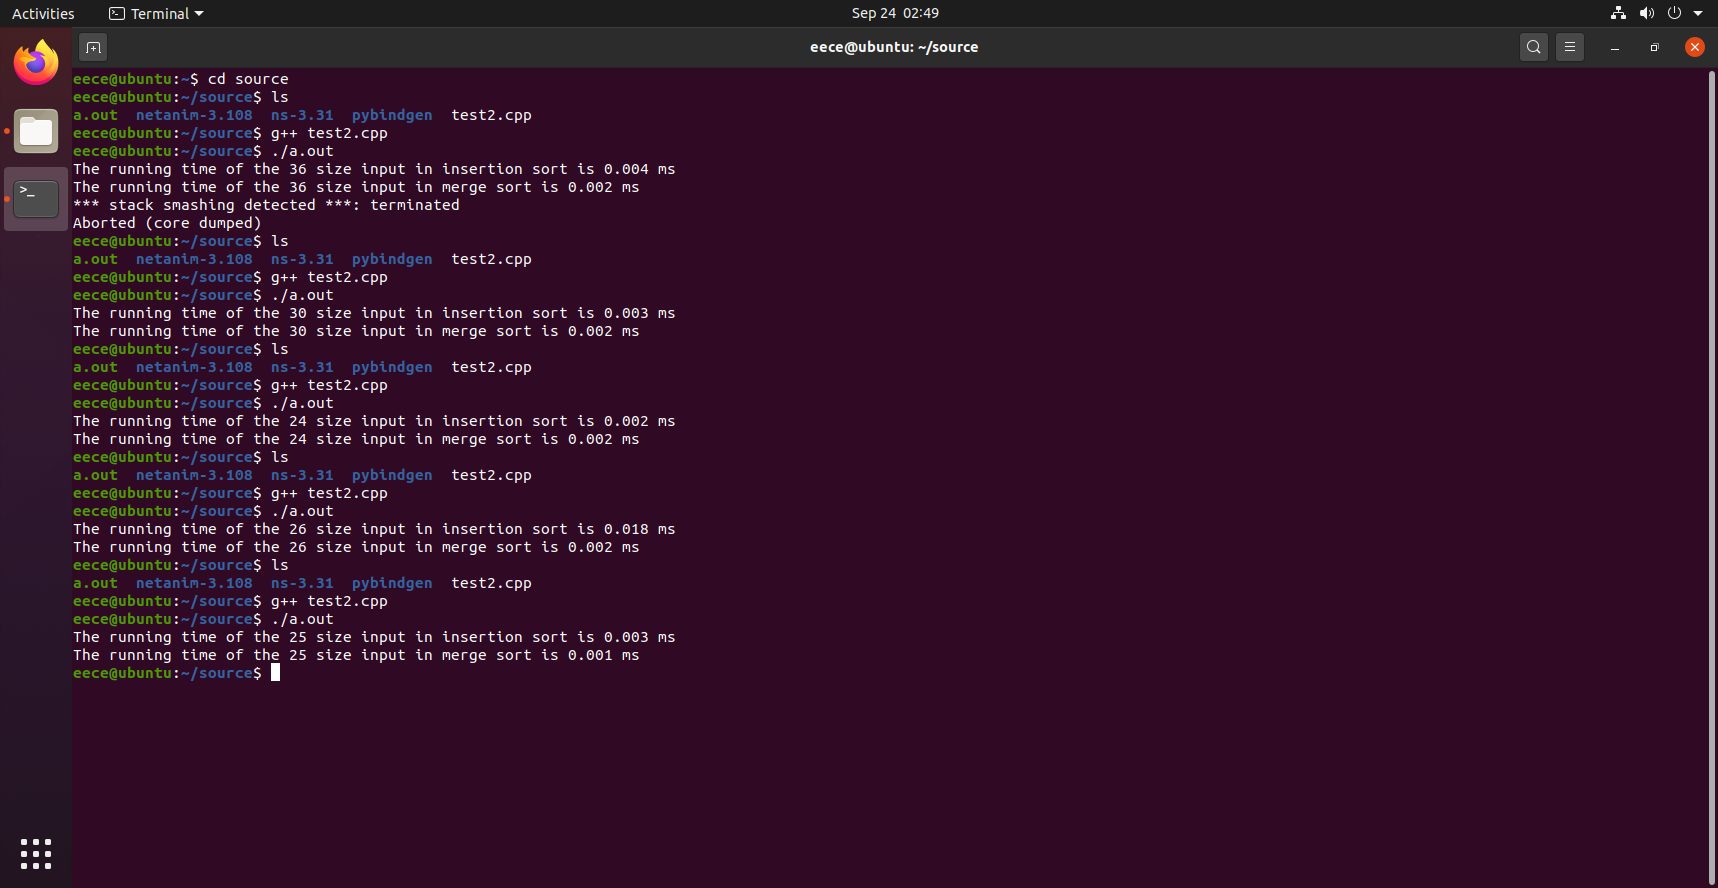 Activities Terminal Sep 24 02:49
eece@ubuntu: ~/source
eece@ubuntu:~$ cd source
eece@ubuntu:~/source$ ls
a.out netanim-3.108 ns-3.31 pybindgen test2.cpp
eece@ubuntu:~/source$ g++ test2.cpp
eece@ubuntu:~/source$ ./a.out
The running time of the 36 size input in insertion sort is 0.004 ms
The running time of the 36 size input in merge sort is 0.002 ms
*** stack smashing detected ***: terminated
Aborted (core dumped)
eece@ubuntu:~/source$ ls
a.out netanim-3.108 ns-3.31 pybindgen test2.cpp
eece@ubuntu:~/source$ g++ test2.cpp
eece@ubuntu:~/source$ ./a.out
The running time of the 30 size input in insertion sort is 0.003 ms
The running time of the 30 size input in merge sort is 0.002 ms
eece@ubuntu:~/source$ ls
a.out netanim-3.108 ns-3.31 pybindgen test2.cpp
eece@ubuntu:~/source$ g++ test2.cpp
eece@ubuntu:~/source$ ./a.out
The running time of the 24 size input in insertion sort is 0.002 ms
The running time of the 24 size input in merge sort is 0.002 ms
eece@ubuntu:~/source$ ls
a.out netanim-3.108 ns-3.31 pybindgen test2.cpp
eece@ubuntu:~/source$ g++ test2.cpp
eece@ubuntu:~/source$ ./a.out
The running time of the 26 size input in insertion sort is 0.018 ms
The running time of the 26 size input in merge sort is 0.002 ms
eece@ubuntu:~/source$ ls
a.out netanim-3.108 ns-3.31 pybindgen test2.cpp
eece@ubuntu:~/source$ g++ test2.cpp
eece@ubuntu:~/source$ ./a.out
The running time of the 25 size input in insertion sort is 0.003 ms
The running time of the 25 size input in merge sort is 0.001 ms
eece@ubuntu:~/source$